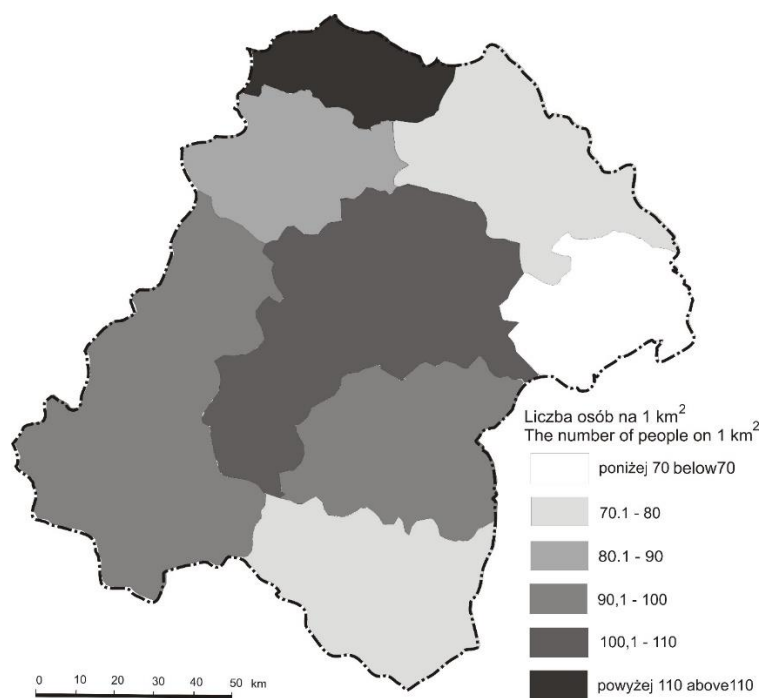 Liczba osób na 1 km²
The number of people on 1 km²
poniżej 70 below70
70.1 - 80
80.1 - 90
90,1 - 100
100,1 - 110
powyżej 110 above110
0 10 20 30 40 50 km